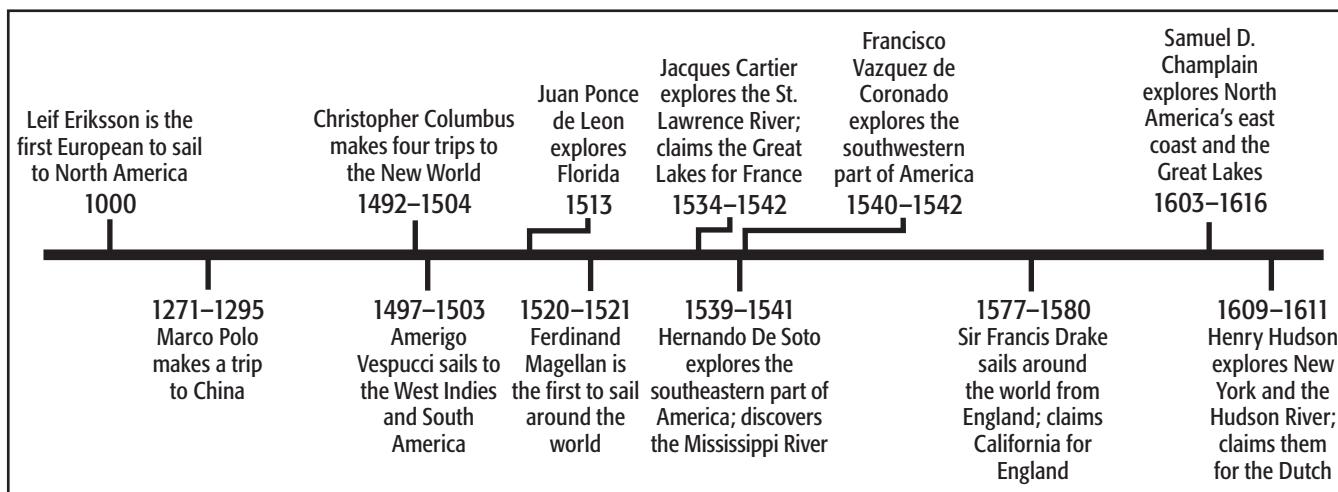 Leif Eriksson is the
first European to sail
to North America
1000
Christopher Columbus
makes four trips to
the New World
1492–1504
Juan Ponce
de Leon
explores
Florida
1513
Jacques Cartier
explores the St.
Lawrence River;
claims the Great
Lakes for France
1534–1542
Francisco
Vazquez de
Coronado
explores the
southwestern
part of America
1540–1542
Samuel D.
Champlain
explores North
America's east
coast and the
Great Lakes
1603–1616
1271–1295
Marco Polo
makes a trip
to China
1497–1503
Amerigo
Vespucci sails to
the West Indies
and South
America
1520–1521
Ferdinand
Magellan is
the first to sail
around the
world
1539–1541
Hernando De Soto
explores the
southeastern part of
America; discovers
the Mississippi River
1577–1580
Sir Francis Drake
sails around
the world from
England; claims
California for
England
1609–1611
Henry Hudson
explores New
York and the
Hudson River;
claims them
for the Dutch